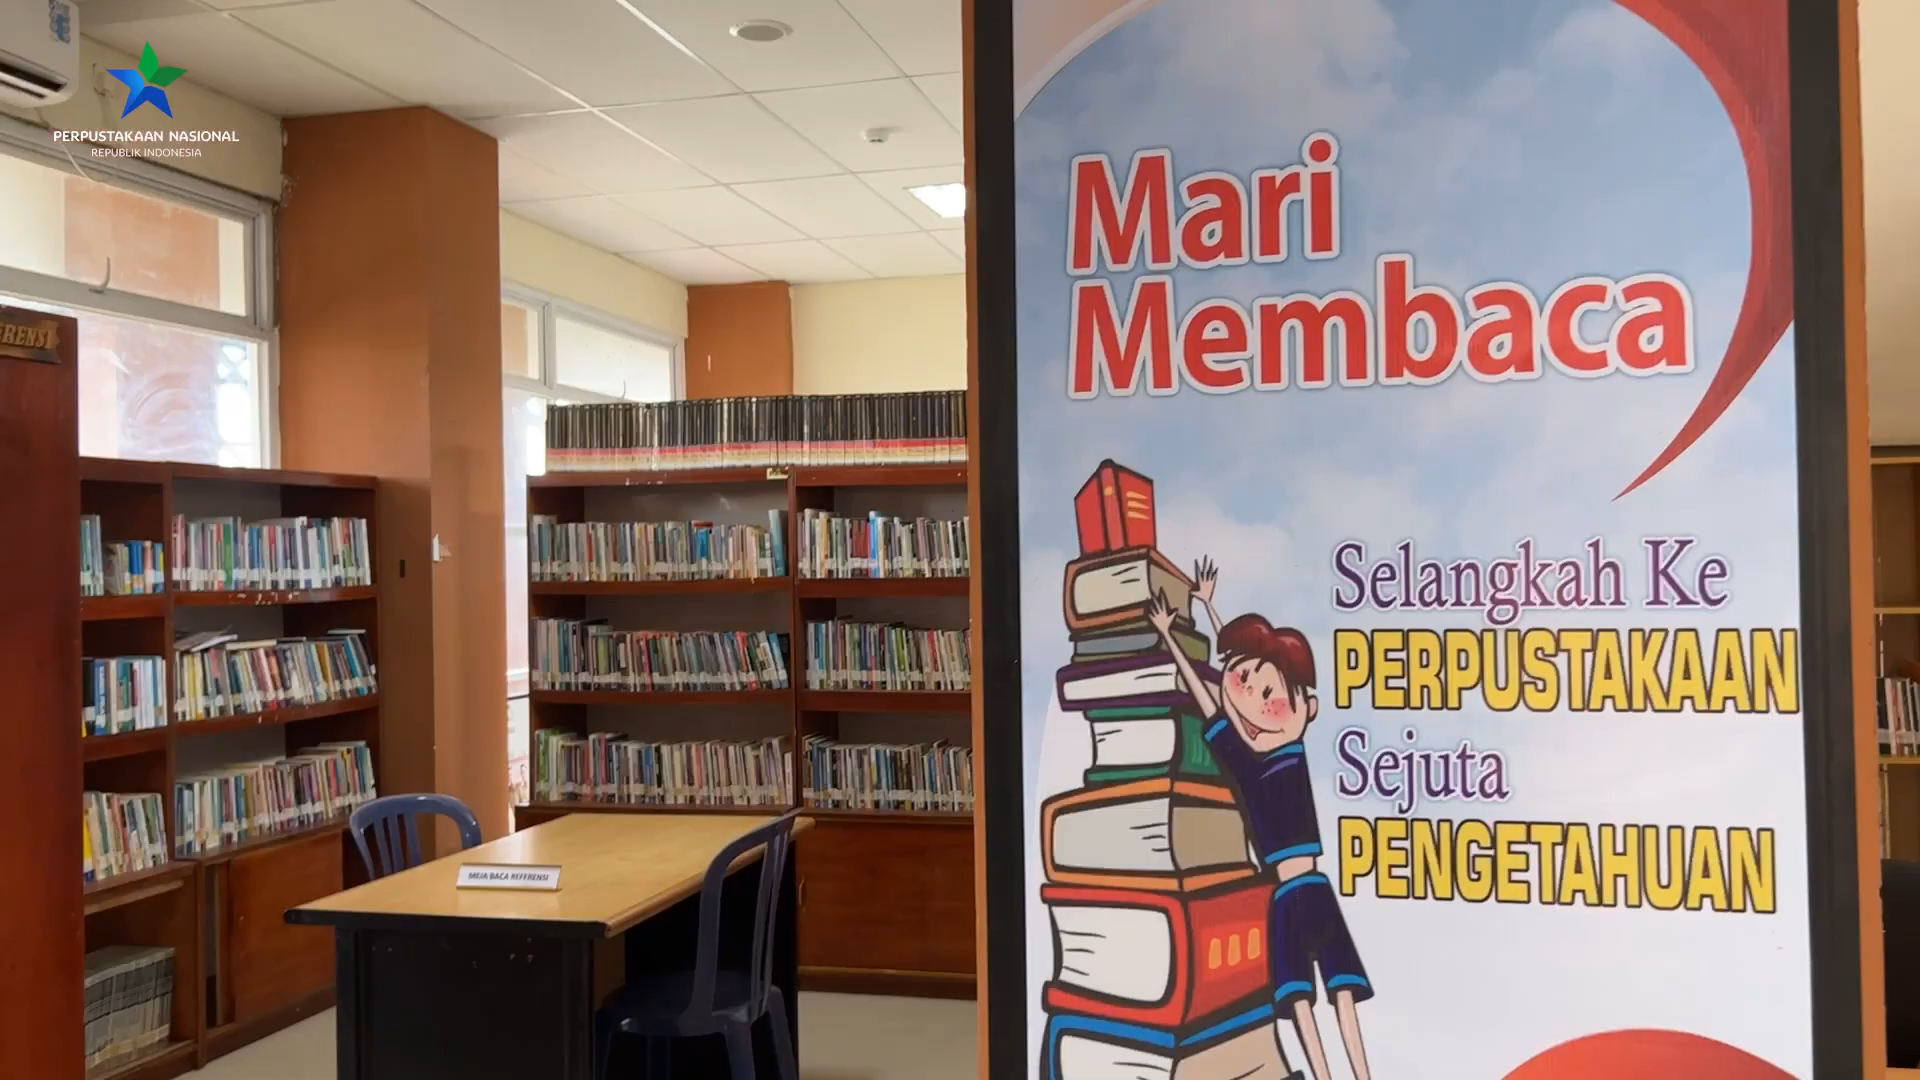 PERPUSTAKAAN NASIONAL
REPUBLIK INDONESIA
Mari
Membaca
Selangkah Ke
PERPUSTAKAAN
Sejuta
PENGETAHUAN
MEJA BACA REFERENSI